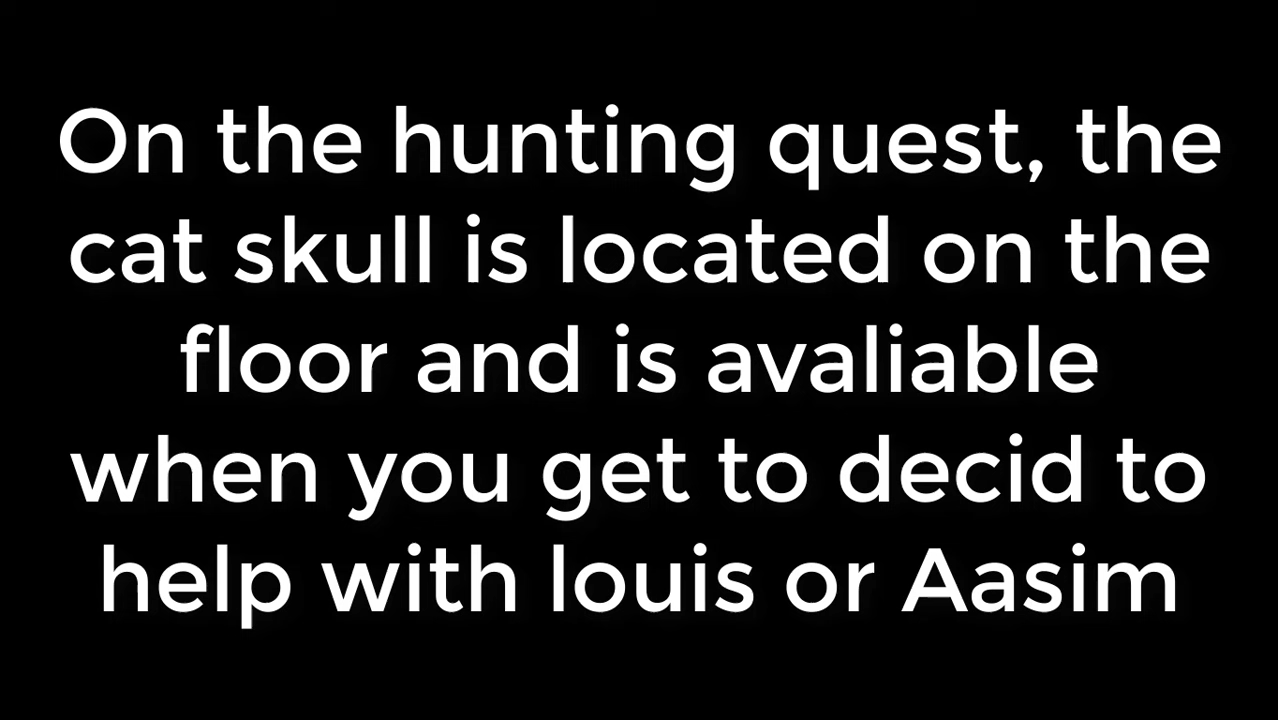 On the hunting quest, the
cat skull is located on the
floor and is avaliable
when you get to decid to
help with louis or Aasim